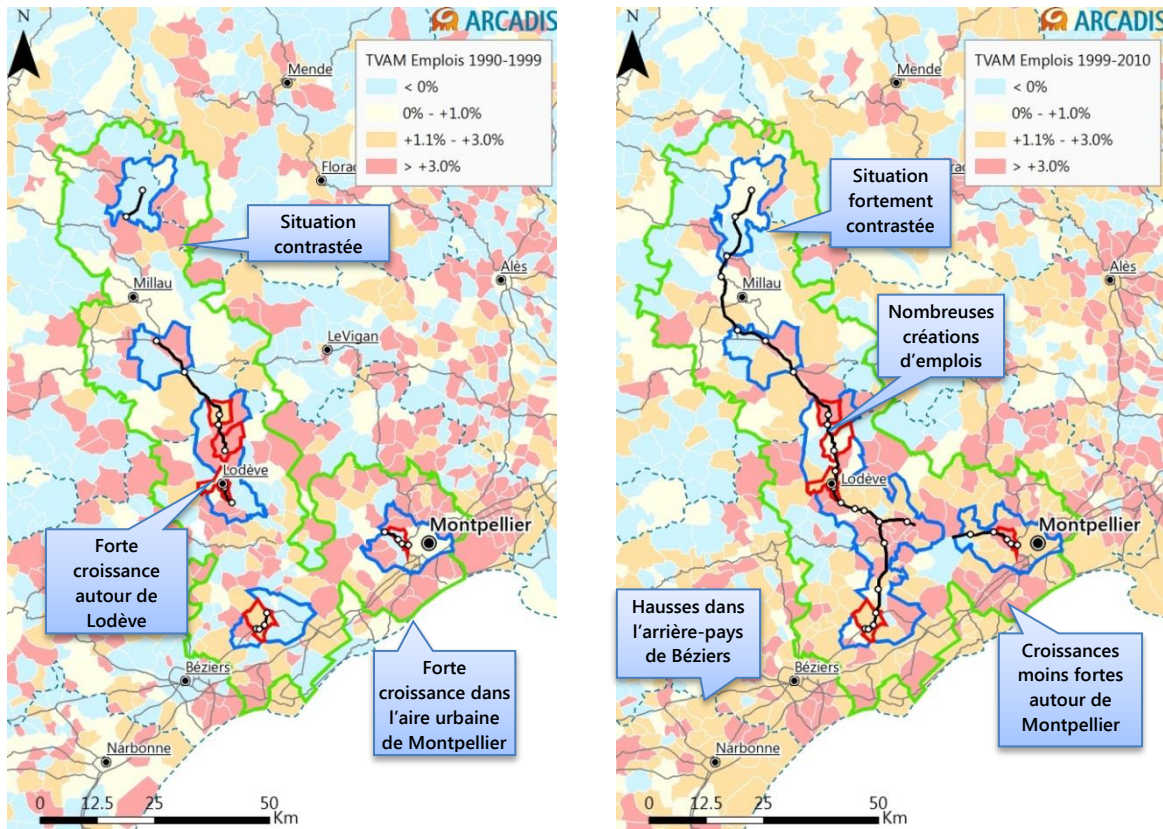 ARCADIS
N
TVAM Emplois 1990-1999
< 0%
0% - +1.0%
+1.1% - +3.0%
> +3.0%
Mende
Florac
Situation
contrastée
Alès
Millau
LeVigan
Lodève
Montpellier
Forte
croissance
autour de
Lodève
Forte
croissance dans
l'aire urbaine
de Montpellier
Béziers
Narbonne
0 12.5 25 50
Km
ARCADIS
N
TVAM Emplois 1999-2010
< 0%
0% - +1.0%
+1.1% - +3.0%
> +3.0%
Mende
Situation
fortement
contrastée
Alès
Millau
Nombreuses
créations
d'emplois
Lodève
Montpellier
Hausses dans
l'arrière-pays
de Béziers
Croissances
moins fortes
autour de
Montpellier
Béziers
Narbonne
0 12.5 25 50
Km